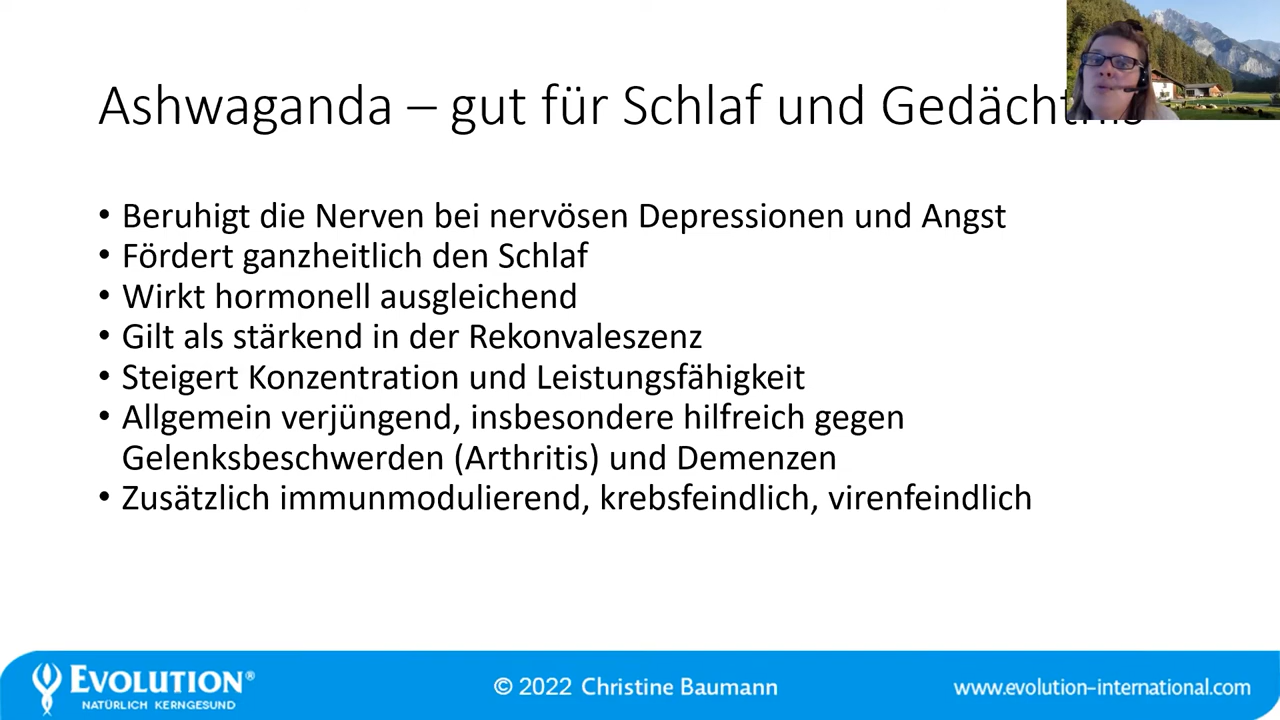 Ashwaganda – gut für Schlaf und Gedächtnis
• Beruhigt die Nerven bei nervösen Depressionen und Angst
• Fördert ganzheitlich den Schlaf
• Wirkt hormonell ausgleichend
• Gilt als stärkend in der Rekonvaleszenz
• Steigert Konzentration und Leistungsfähigkeit
• Allgemein verjüngend, insbesondere hilfreich gegen
Gelenksbeschwerden (Arthritis) und Demenzen
• Zusätzlich immunmodulierend, krebsfeindlich, virenfeindlich
EVOLUTION®
NATÜRLICH KERNGESUND
© 2022 Christine Baumann
www.evolution-international.com